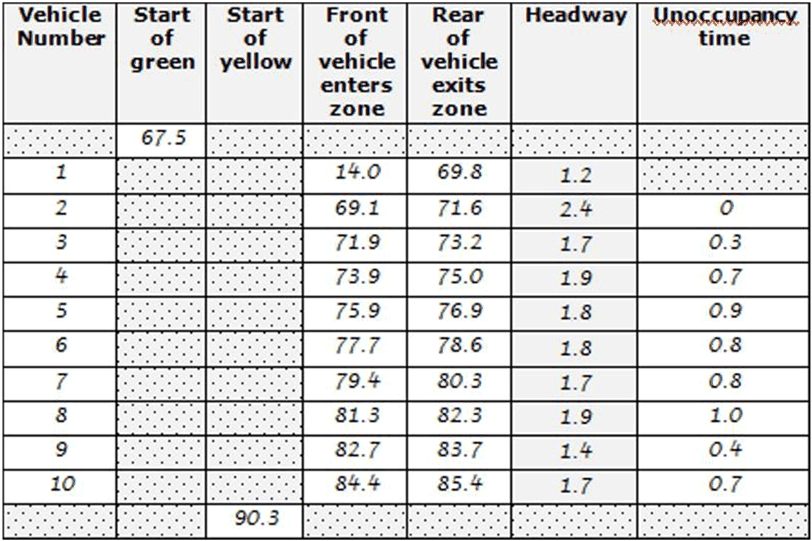 Vehicle Number Start of green Start of yellow Front of vehicle enters zone Rear of vehicle exits zone Headway Unoccupancy time
67.5
1 14.0 69.8 1.2
2 69.1 71.6 2.4 0
3 71.9 73.2 1.7 0.3
4 73.9 75.0 1.9 0.7
5 75.9 76.9 1.8 0.9
6 77.7 78.6 1.8 0.8
7 79.4 80.3 1.7 0.8
8 81.3 82.3 1.9 1.0
9 82.7 83.7 1.4 0.4
10 84.4 85.4 1.7 0.7
90.3